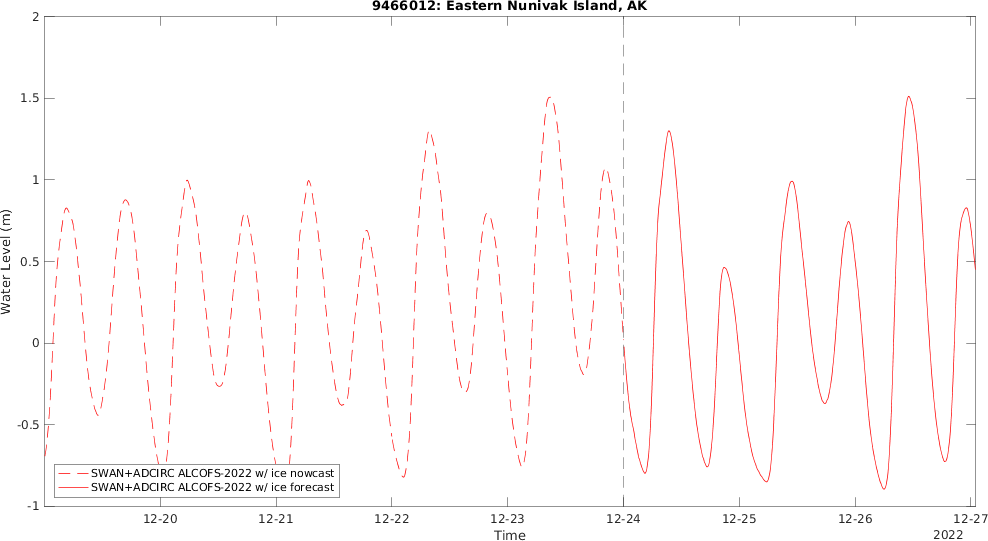 9466012: Eastern Nunivak Island, AK
2
1.5
1
0.5
0
-0.5
-1
Water Level (m)
SWAN+ADCIRC ALCOFS-2022 w/ ice nowcast
SWAN+ADCIRC ALCOFS-2022 w/ ice forecast
12-20 12-21 12-22 12-23 12-24 12-25 12-26 12-27
Time
2022